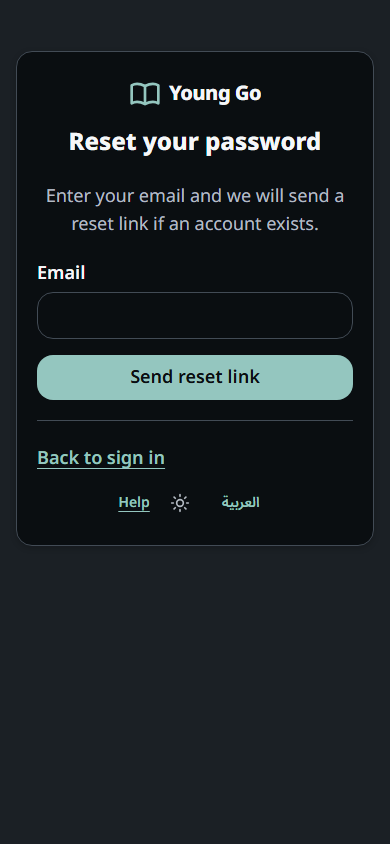 Young Go
Reset your password
Enter your email and we will send a
reset link if an account exists.
Email
Send reset link
Back to sign in
Help
العربية